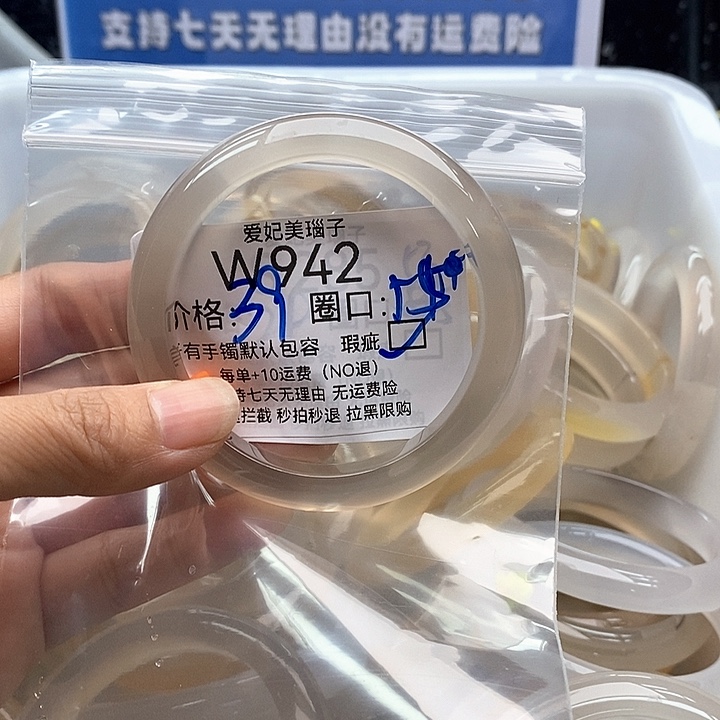 支持七天无理由没有运费险
爱妃美瑙子
W942
价格:39 圈口:
有手镯默认包容 瑕疵
每单+10运费（NO退）
持七天无理由 无运费险
拦截 秒拍秒退 拉黑限购